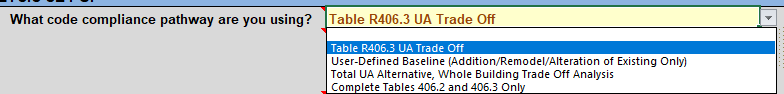 What code compliance pathway are you using? Table R406.3 UA Trade Off
Table R406.3 UA Trade Off
User-Defined Baseline (Addition/Remodel/Alteration of Existing Only)
Total UA Alternative, Whole Building Trade Off Analysis
Complete Tables 406.2 and 406.3 Only